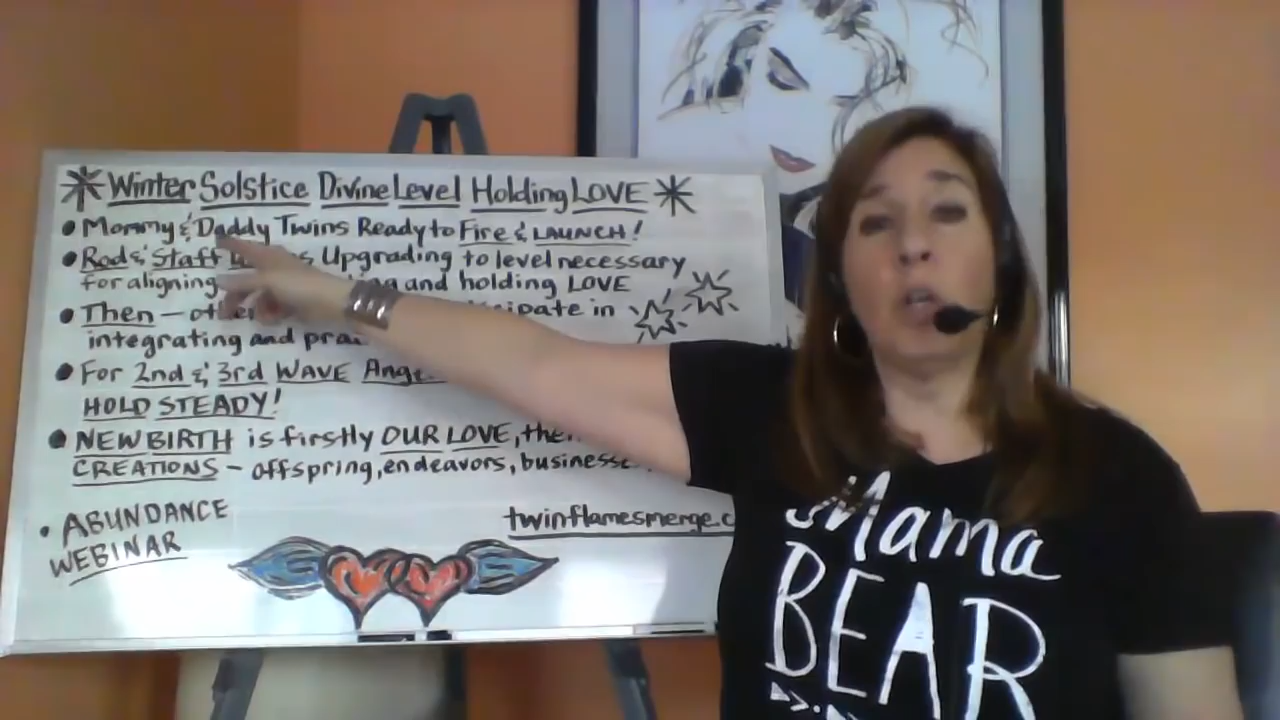 Winter Solstice Divine Level Holding LOVE
• Mommy & Daddy Twins Ready to Fire & LAUNCH!
• Rod & Staff Upgrading to level necessary
for aligning and holding LOVE
• Then — in
integrating and
• For 2nd & 3rd WAVE
HOLD STEADY!
• NEW BIRTH is firstly OUR LOVE,
CREATIONS — offspring, endeavors,
• ABUNDANCE
WEBINAR
twinflamesmerge.c
Mama
BEAR